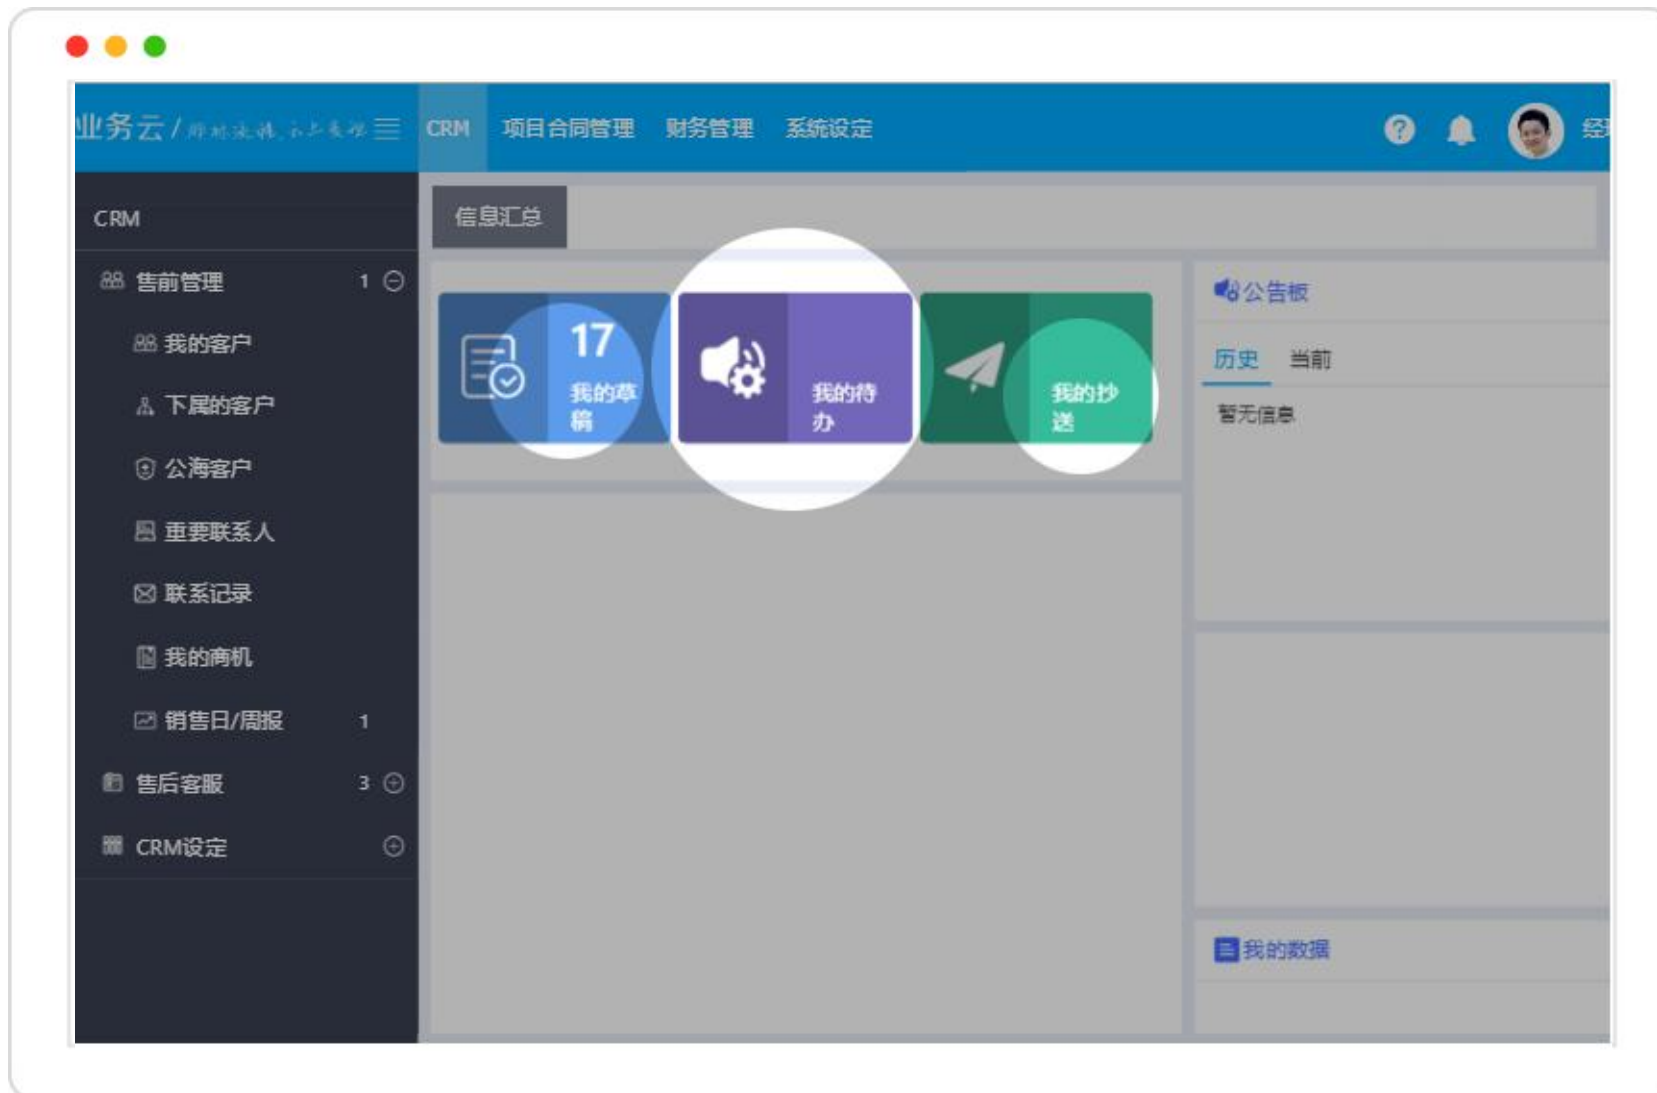 业务云/
CRM 项目合同管理 财务管理 系统设定
CRM
售前管理 1
我的客户
下属的客户
公海客户
重要联系人
联系记录
我的商机
销售日/周报 1
售后客服 3
CRM设定
信息汇总
17
我的草
稿
我的待
办
我的抄
送
公告板
历史 当前
暂无信息
我的数据